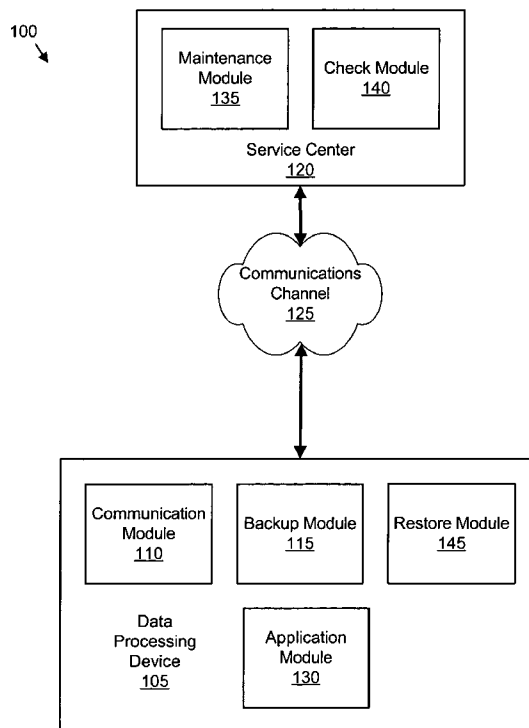 100
Maintenance
Module
135
Check Module
140
Service Center
120
Communications
Channel
125
Communication
Module
110
Backup Module
115
Restore Module
145
Data
Processing
Device
105
Application
Module
130